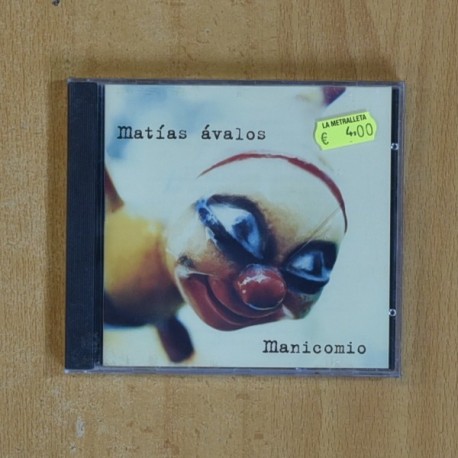 matías ávalos
LA METRALLETA
€ 4,00
Manicomio